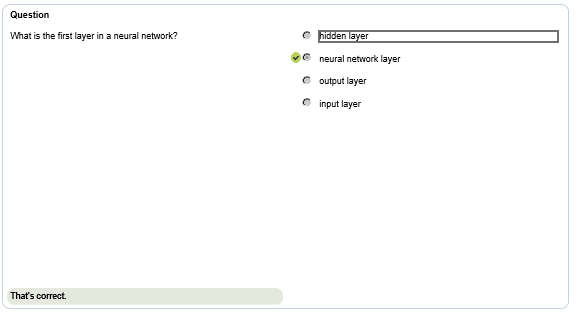 Question
What is the first layer in a neural network?
hidden layer
neural network layer
output layer
input layer
That's correct.